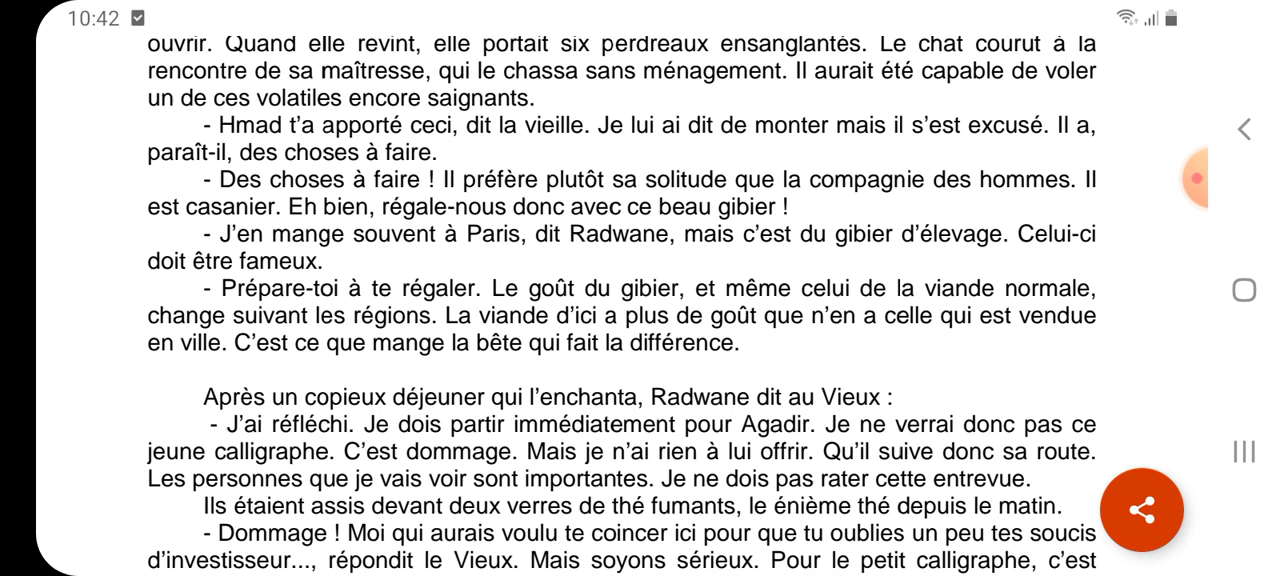 10:42
ouvrir. Quand elle revint, elle portait six perdreaux ensanglantés. Le chat courut à la
rencontre de sa maîtresse, qui le chassa sans ménagement. Il aurait été capable de voler
un de ces volatiles encore saignants.
- Hmad t’a apporté ceci, dit la vieille. Je lui ai dit de monter mais il s’est excusé. Il a,
paraît-il, des choses à faire.
- Des choses à faire ! Il préfère plutôt sa solitude que la compagnie des hommes. Il
est casanier. Eh bien, régale-nous donc avec ce beau gibier !
- J’en mange souvent à Paris, dit Radwane, mais c’est du gibier d’élevage. Celui-ci
doit être fameux.
- Prépare-toi à te régaler. Le goût du gibier, et même celui de la viande normale,
change suivant les régions. La viande d’ici a plus de goût que n’en a celle qui est vendue
en ville. C’est ce que mange la bête qui fait la différence.
Après un copieux déjeuner qui l’enchanta, Radwane dit au Vieux :
- J’ai réfléchi. Je dois partir immédiatement pour Agadir. Je ne verrai donc pas ce
jeune calligraphe. C’est dommage. Mais je n’ai rien à lui offrir. Qu’il suive donc sa route.
Les personnes que je vais voir sont importantes. Je ne dois pas rater cette entrevue.
Ils étaient assis devant deux verres de thé fumants, le énième thé depuis le matin.
- Dommage ! Moi qui aurais voulu te coincer ici pour que tu oublies un peu tes soucis
d’investisseur..., répondit le Vieux. Mais soyons sérieux. Pour le petit calligraphe, c’est